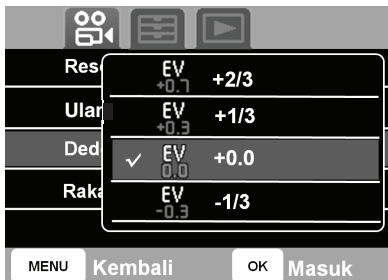 Res
EV +0.7 +2/3
Ular
EV +0.3 +1/3
Ded
EV 0.0 +0.0
Raka
EV -0.3 -1/3
MENU Kembali OK Masuk